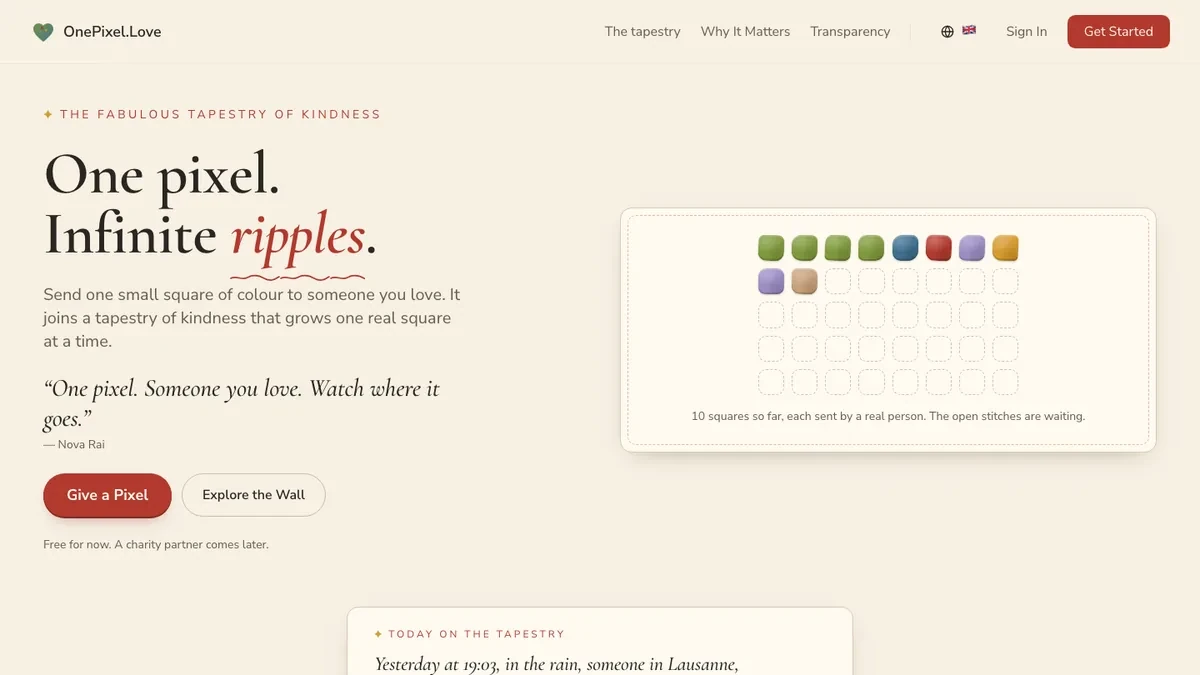 OnePixel.Love
The tapestry
Why It Matters
Transparency
Sign In
Get Started
✦ THE FABULOUS TAPESTRY OF KINDNESS
One pixel.
Infinite ripples.
Send one small square of colour to someone you love. It
joins a tapestry of kindness that grows one real square
at a time.
“One pixel. Someone you love. Watch where it
goes.”
— Nova Rai
Give a Pixel
Explore the Wall
Free for now. A charity partner comes later.
10 squares so far, each sent by a real person. The open stitches are waiting.
✦ TODAY ON THE TAPESTRY
Yesterday at 19:03, in the rain, someone in Lausanne,